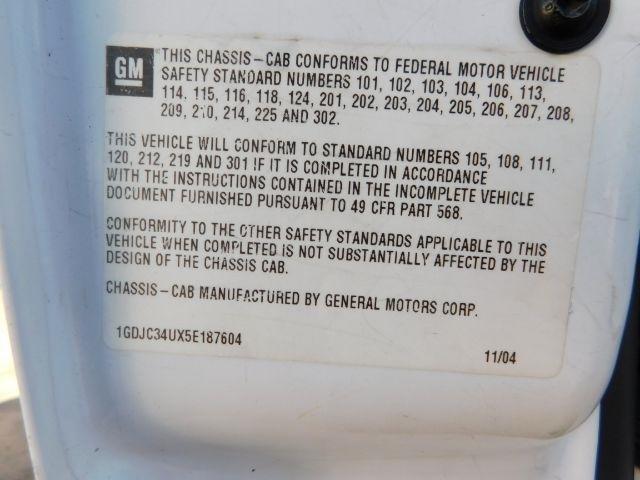 GM
THIS CHASSIS-CAB CONFORMS TO FEDERAL MOTOR VEHICLE
SAFETY STANDARD NUMBERS 101, 102, 103, 104, 106, 113,
114, 115, 116, 118, 124, 201, 202, 203, 204, 205, 206, 207, 208,
209, 210, 214, 225 AND 302.
THIS VEHICLE WILL CONFORM TO STANDARD NUMBERS 105, 108, 111,
120, 212, 219 AND 301 IF IT IS COMPLETED IN ACCORDANCE
WITH THE INSTRUCTIONS CONTAINED IN THE INCOMPLETE VEHICLE
DOCUMENT FURNISHED PURSUANT TO 49 CFR PART 568.
CONFORMITY TO THE OTHER SAFETY STANDARDS APPLICABLE TO THIS
VEHICLE WHEN COMPLETED IS NOT SUBSTANTIALLY AFFECTED BY THE
DESIGN OF THE CHASSIS CAB.
CHASSIS-CAB MANUFACTURED BY GENERAL MOTORS CORP.
1GDJC34UX5E187604
11/04